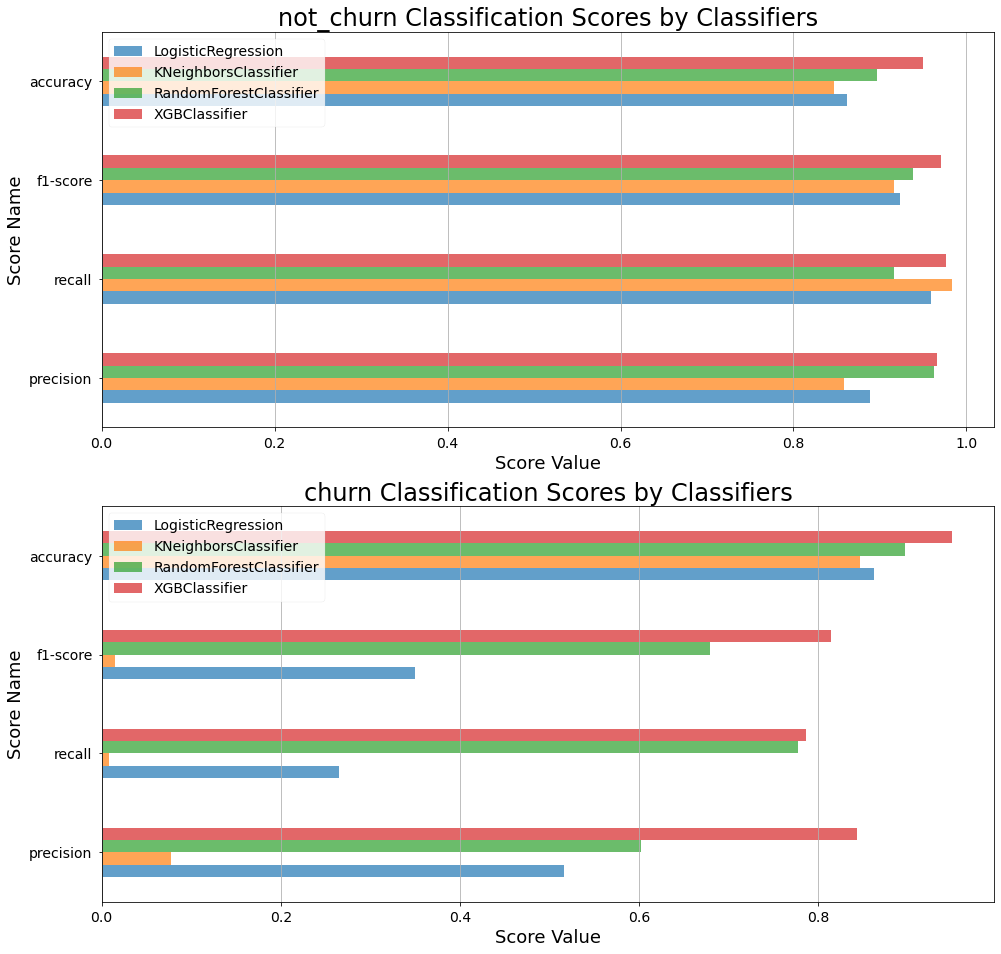 not_churn Classification Scores by Classifiers
LogisticRegression
KNeighborsClassifier
RandomForestClassifier
XGBClassifier
accuracy
f1-score
recall
precision
Score Name
0.0 0.2 0.4 0.6 0.8 1.0
Score Value
churn Classification Scores by Classifiers
LogisticRegression
KNeighborsClassifier
RandomForestClassifier
XGBClassifier
accuracy
f1-score
recall
precision
Score Name
0.0 0.2 0.4 0.6 0.8
Score Value